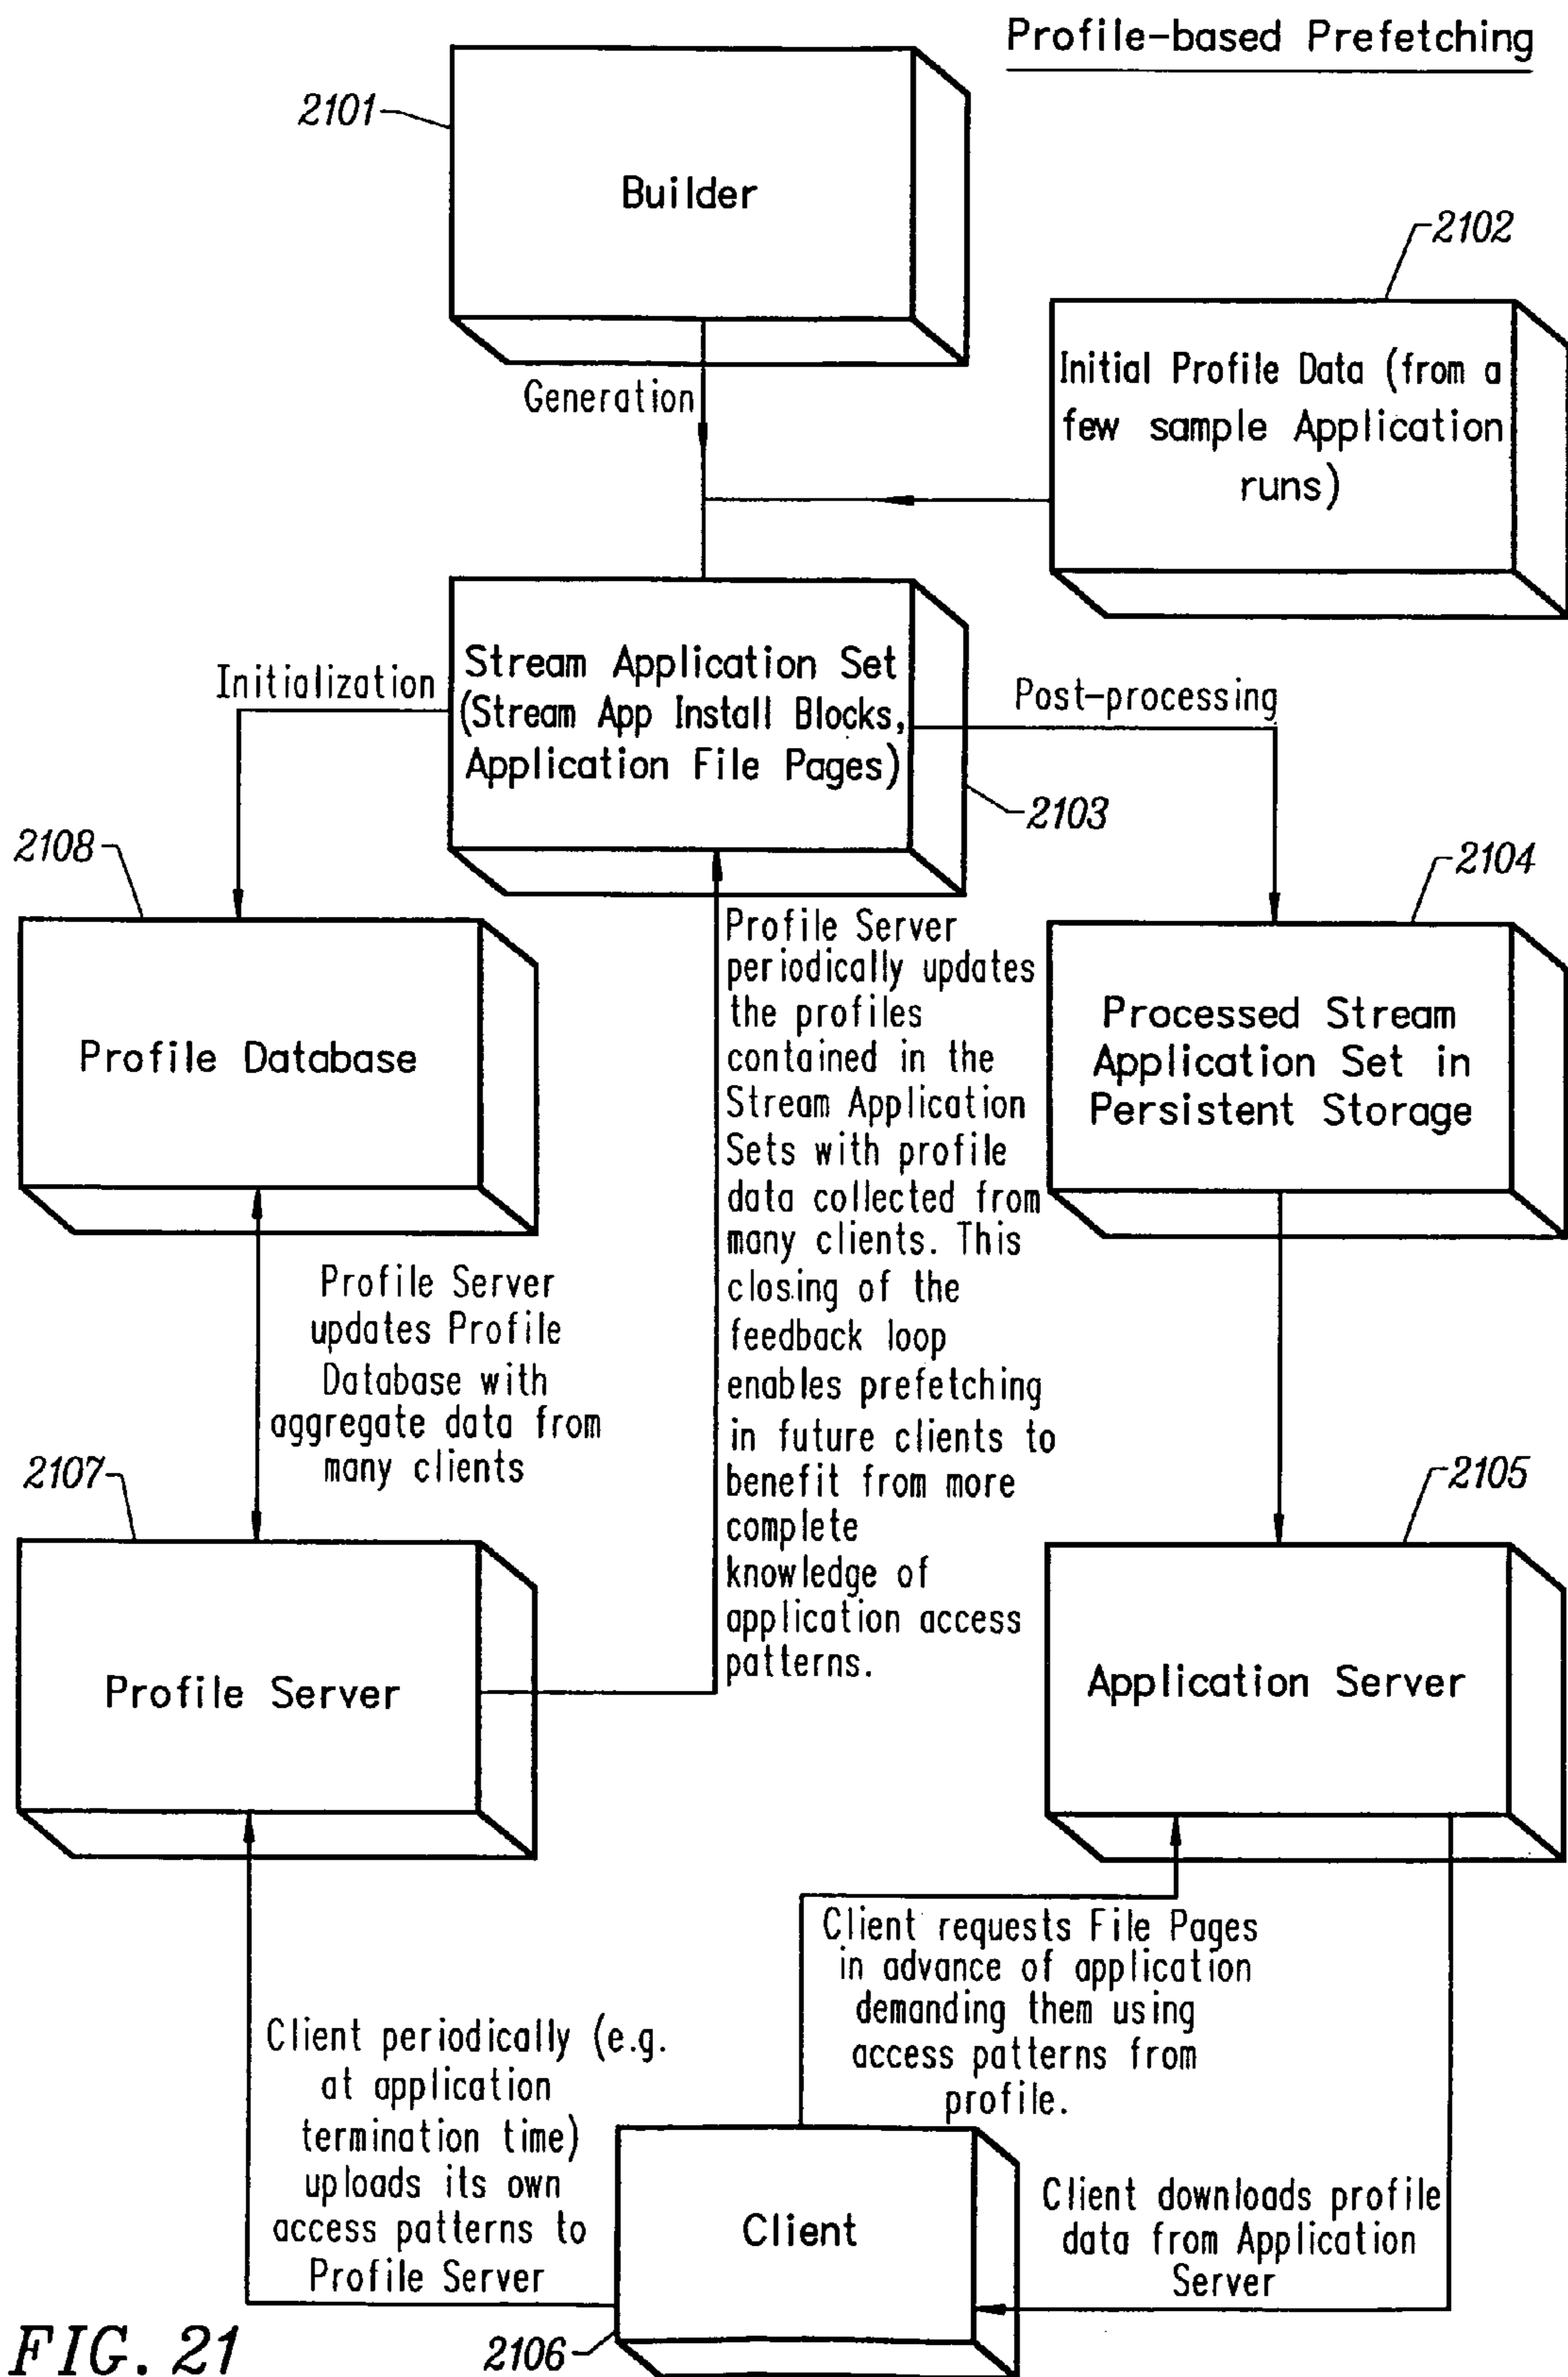 Profile-based Prefetching
2101
Builder
2102
Initial Profile Data (from a
few sample Application
runs)
Generation
Initialization
Stream Application Set
(Stream App Install Blocks,
Application File Pages)
Post-processing
2103
2108
2104
Profile Database
Profile Server
periodically updates
the profiles
contained in the
Stream Application
Sets with profile
data collected from
many clients. This
closing of the
feedback loop
enables prefetching
in future clients to
benefit from more
complete
knowledge of
application access
patterns.
Processed Stream
Application Set in
Persistent Storage
Profile Server
updates Profile
Database with
aggregate data from
many clients
2107
2105
Profile Server
Application Server
Client requests File Pages
in advance of application
demanding them using
access patterns from
profile.
Client periodically (e.g.
at application
termination time)
uploads its own
access patterns to
Profile Server
Client
Client downloads profile
data from Application
Server
2106
FIG. 21